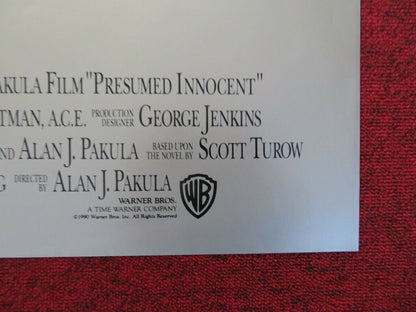 AKULA FILM "PRESUMED INNOCENT"
TMAN, A.C.E. PRODUCTION DESIGNER GEORGE JENKINS
ND ALAN J. PAKULA BASED UPON THE NOVEL BY SCOTT TUROW
G DIRECTED BY ALAN J. PAKULA
WB
WARNER BROS.
A TIME WARNER COMPANY
©1990 Warner Bros. Inc. All Rights Reserved